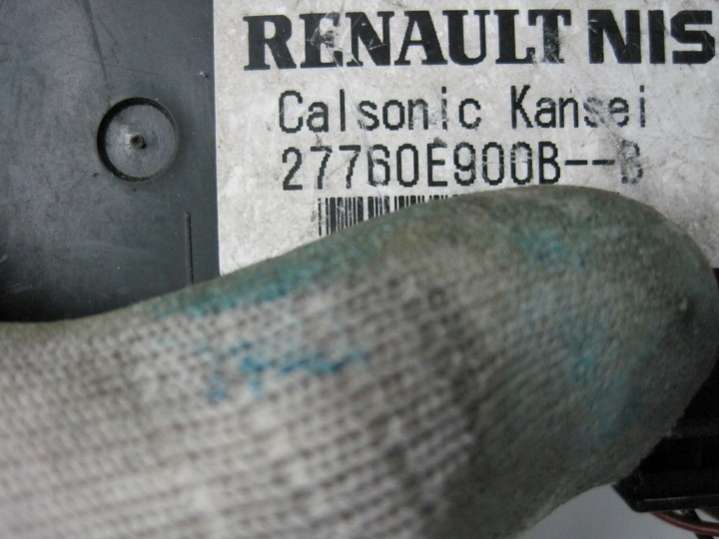 RENAULT NIS
Calsonic Kansei
27760E900B--B